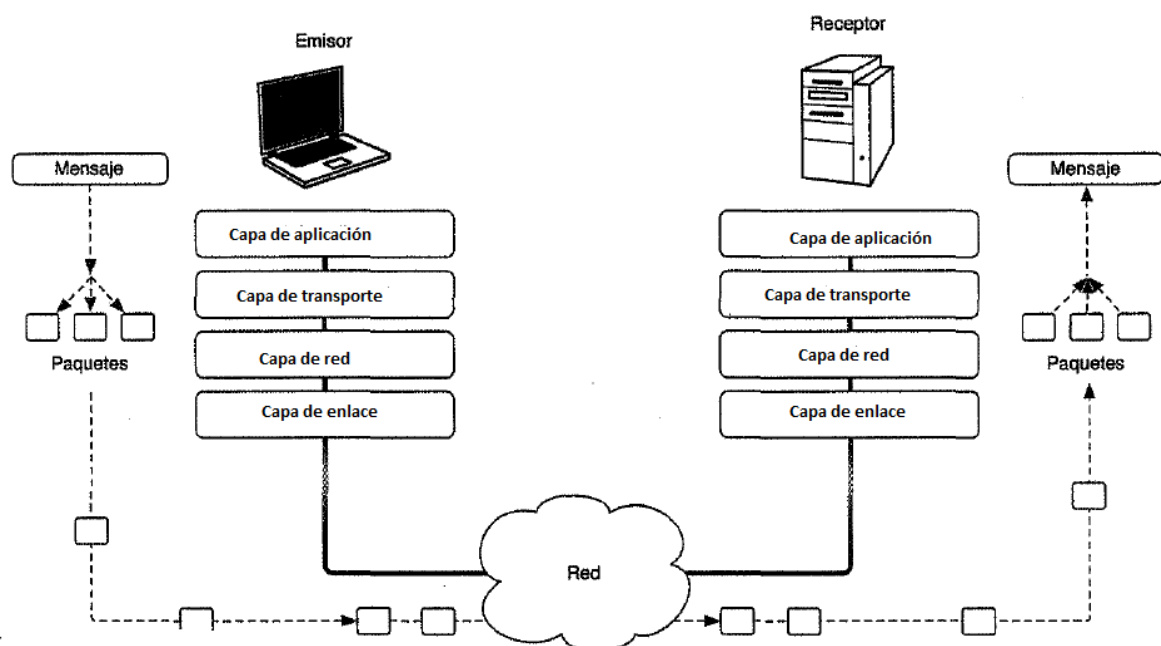 Emisor
Receptor
Mensaje
Mensaje
Capa de aplicación
Capa de aplicación
Capa de transporte
Capa de transporte
Paquetes
Capa de red
Capa de red
Paquetes
Capa de enlace
Capa de enlace
Red